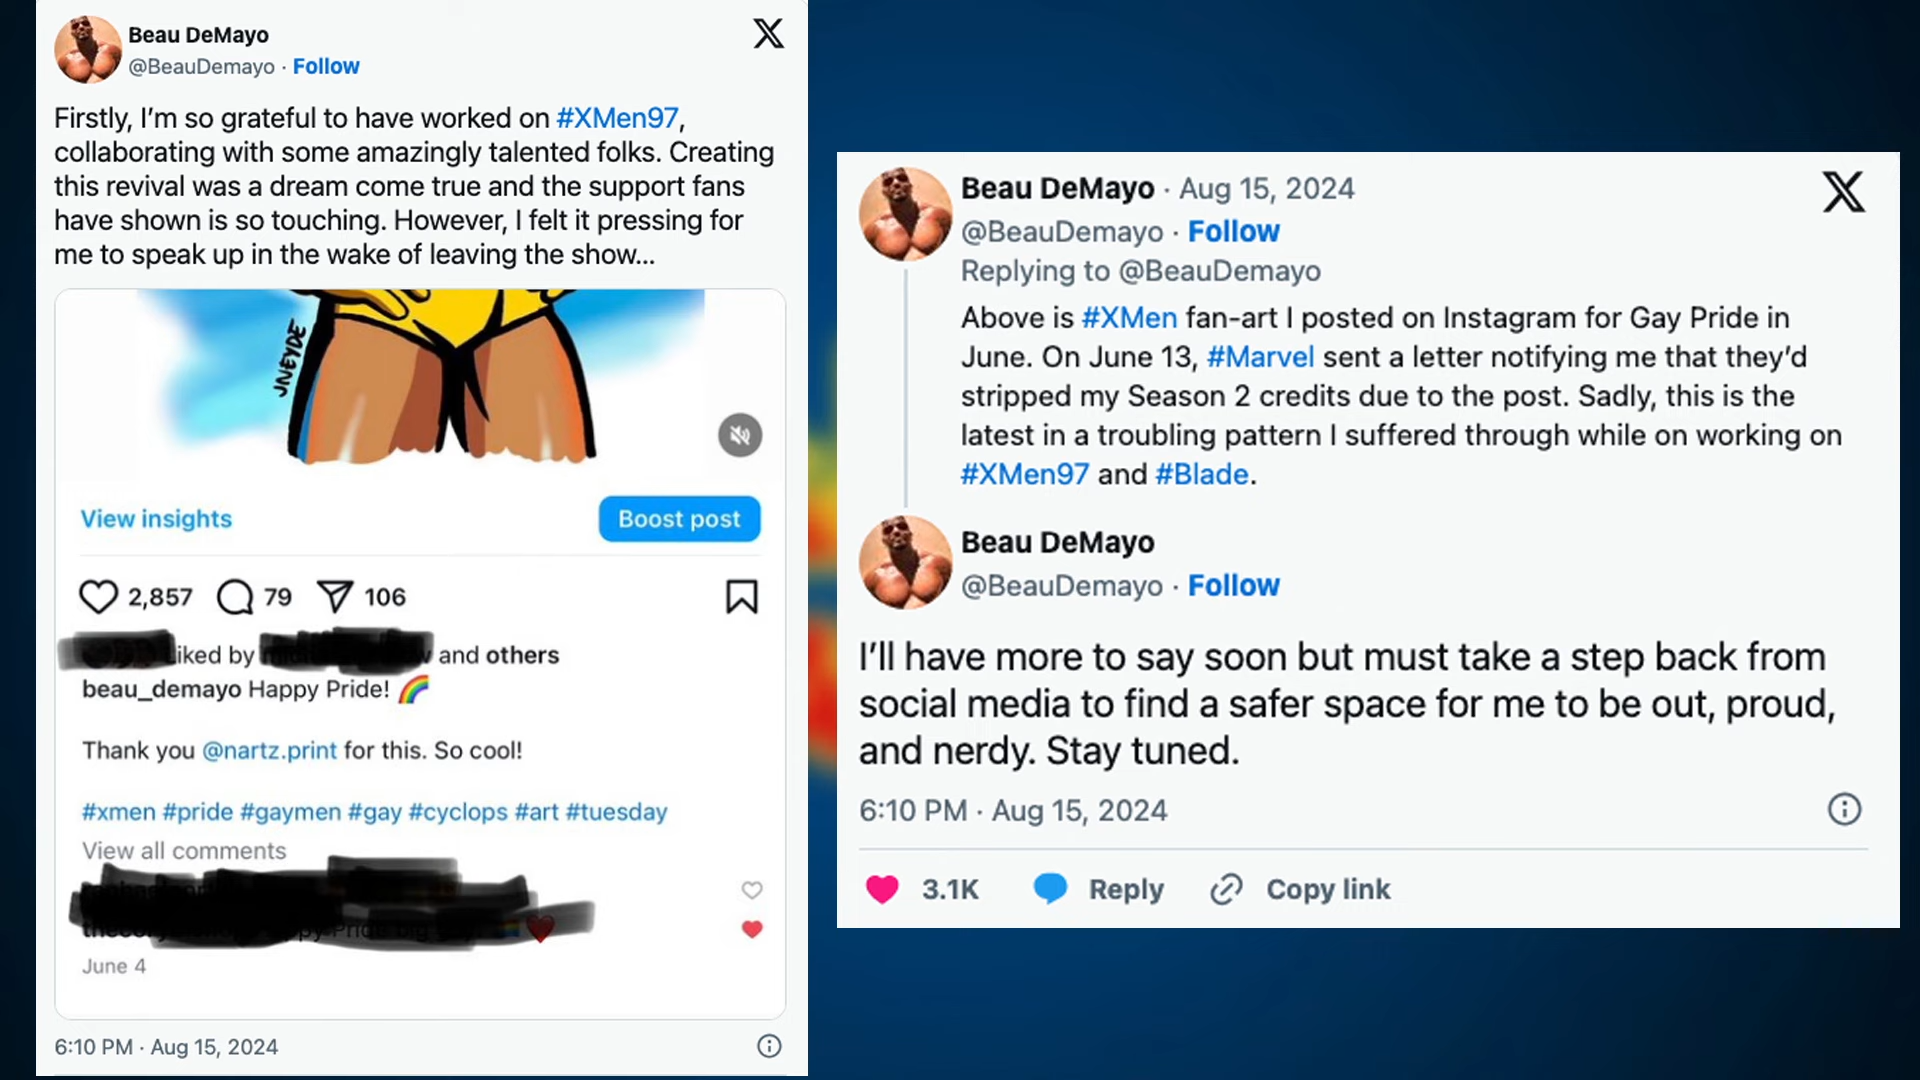 Beau DeMayo
@BeauDemayo · Follow
Firstly, I'm so grateful to have worked on #XMen97,
collaborating with some amazingly talented folks. Creating
this revival was a dream come true and the support fans
have shown is so touching. However, I felt it pressing for
me to speak up in the wake of leaving the show...
JNEYDE
View insights
Boost post
2,857 79 106
iked by and others
beau_demayo Happy Pride! 🌈
Thank you @nartz.print for this. So cool!
#xmen #pride #gaymen #gay #cyclops #art #tuesday
View all comments
Pride big
June 4
6:10 PM · Aug 15, 2024
Beau DeMayo · Aug 15, 2024
@BeauDemayo · Follow
Replying to @BeauDemayo
Above is #XMen fan-art I posted on Instagram for Gay Pride in
June. On June 13, #Marvel sent a letter notifying me that they'd
stripped my Season 2 credits due to the post. Sadly, this is the
latest in a troubling pattern I suffered through while on working on
#XMen97 and #Blade.
Beau DeMayo
@BeauDemayo · Follow
I'll have more to say soon but must take a step back from
social media to find a safer space for me to be out, proud,
and nerdy. Stay tuned.
6:10 PM · Aug 15, 2024
3.1K Reply Copy link